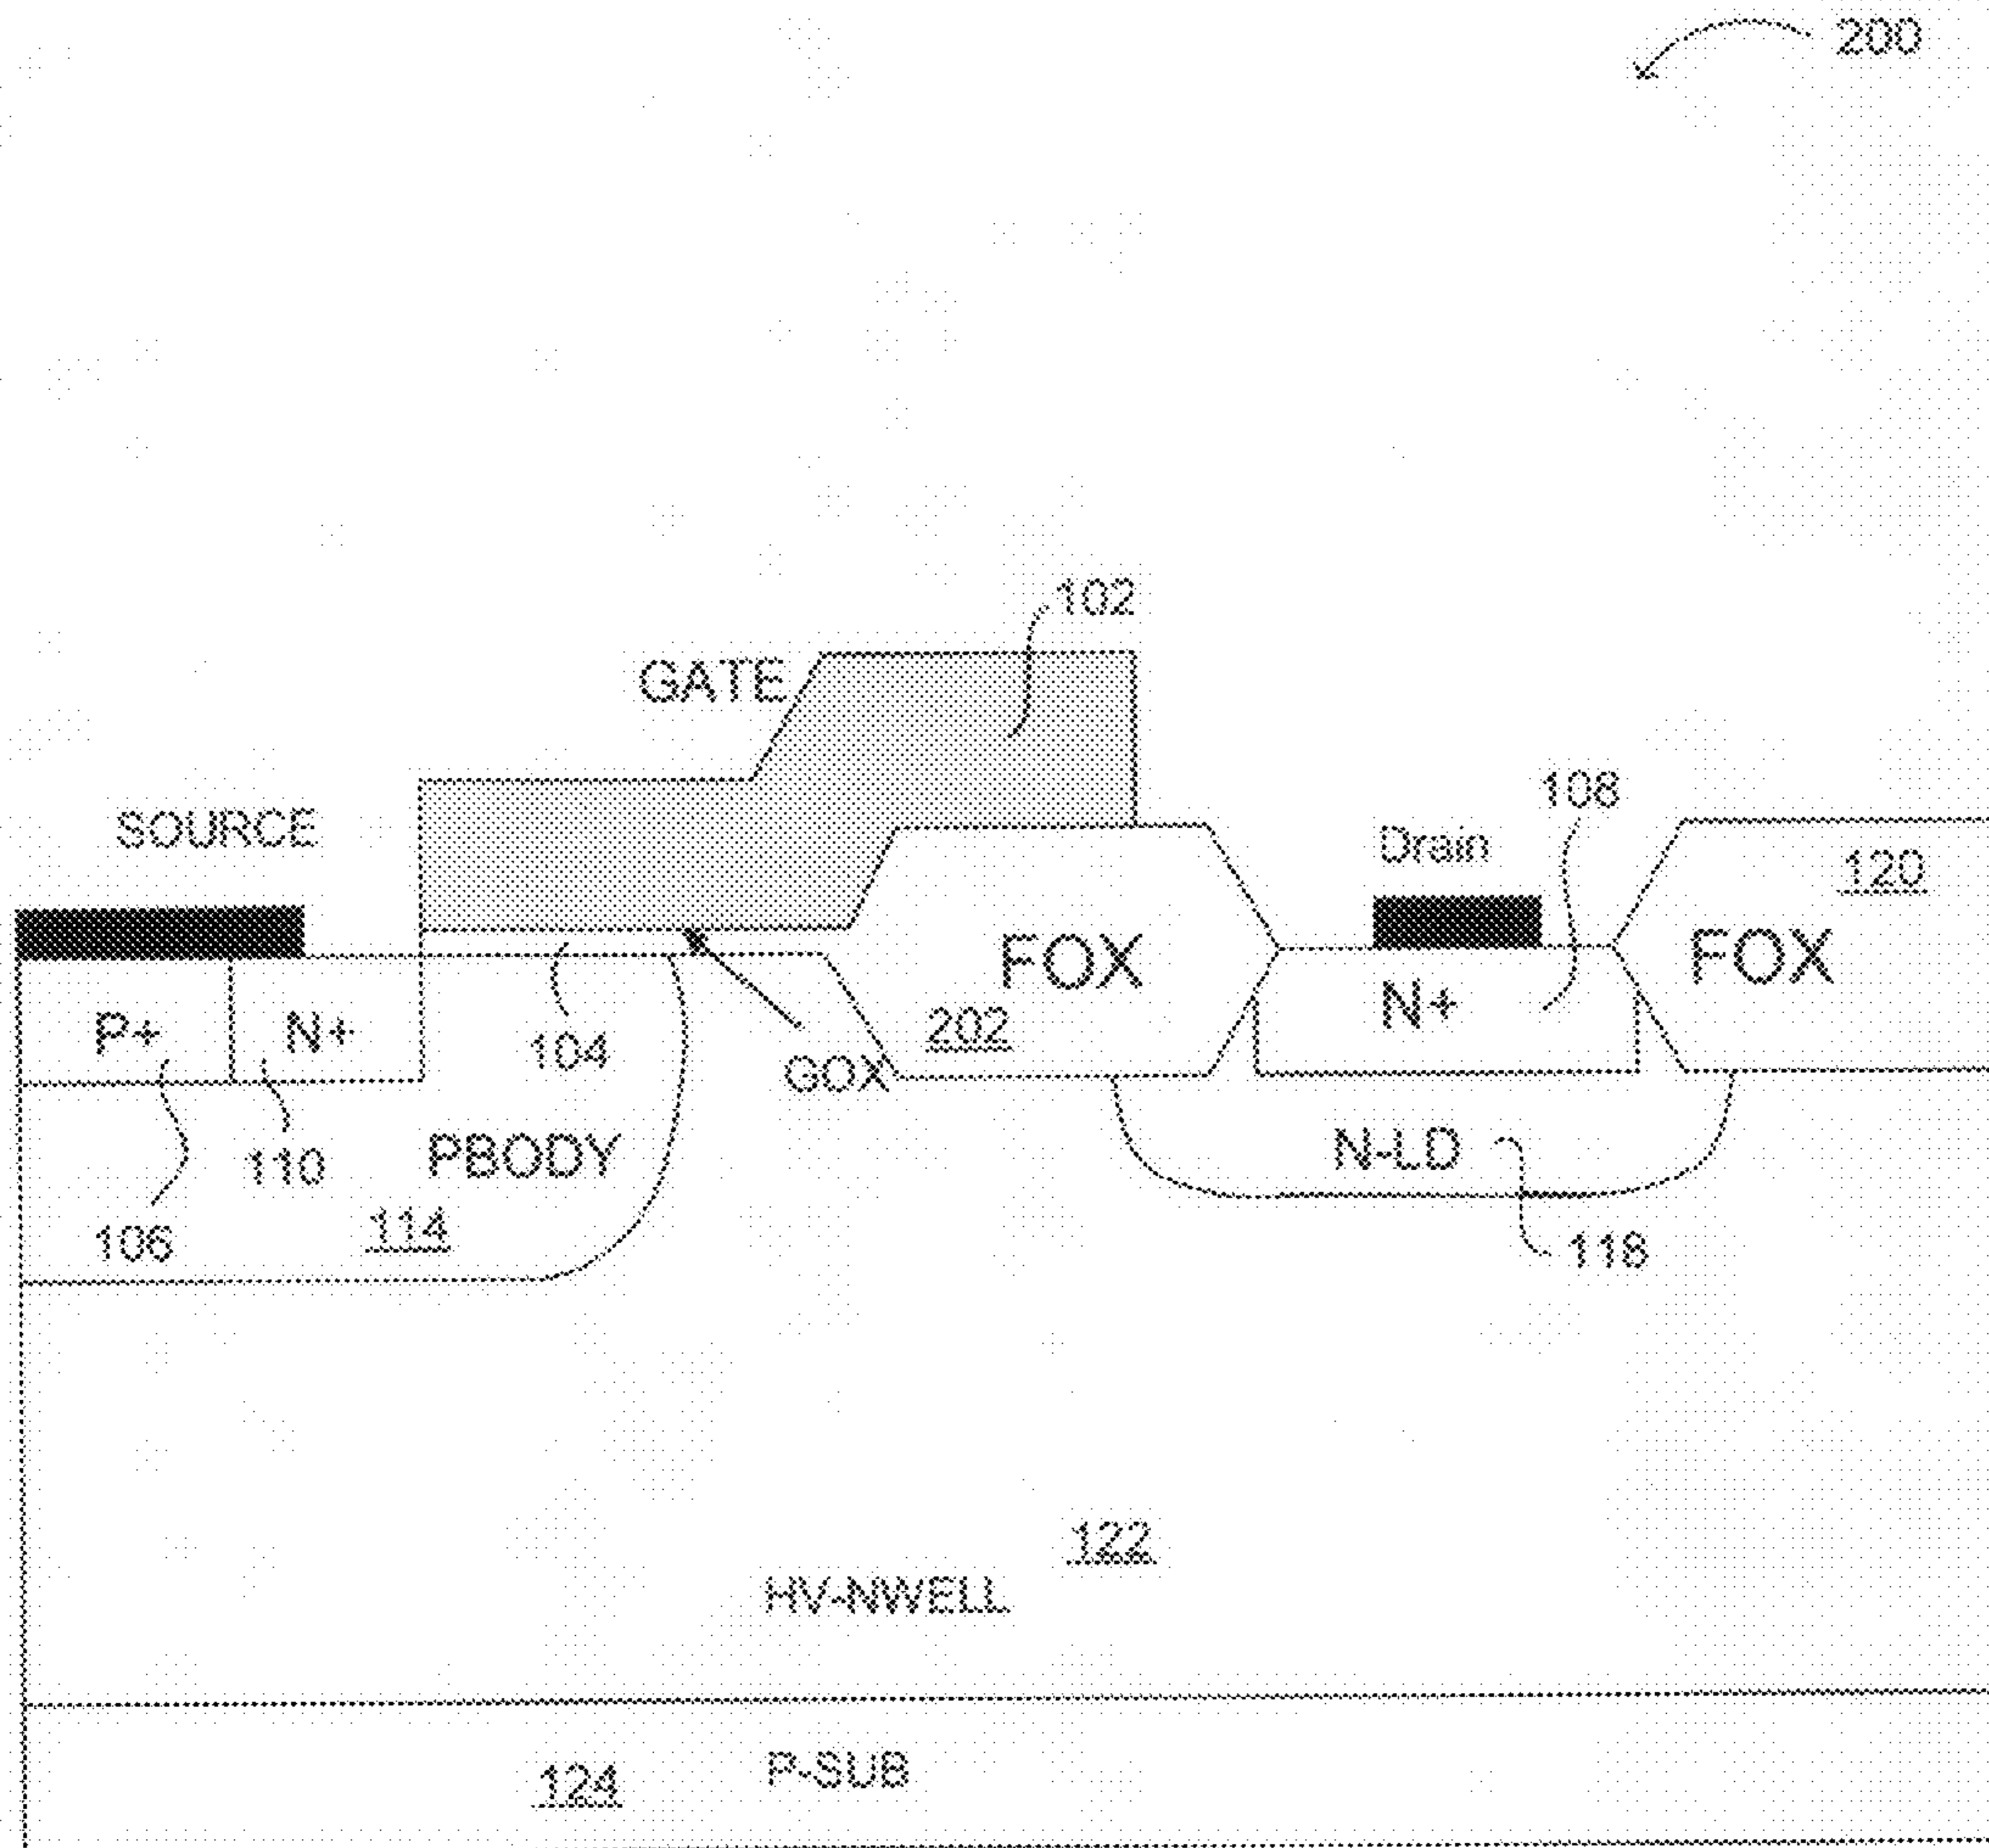 200
102
GATE
108
SOURCE
Drain
120
FOX
FOX
N+
P+
N+
202
104
GOX
PBODY
N-LD
110
114
106
118
122
HV-NWELL
P-SUB
124